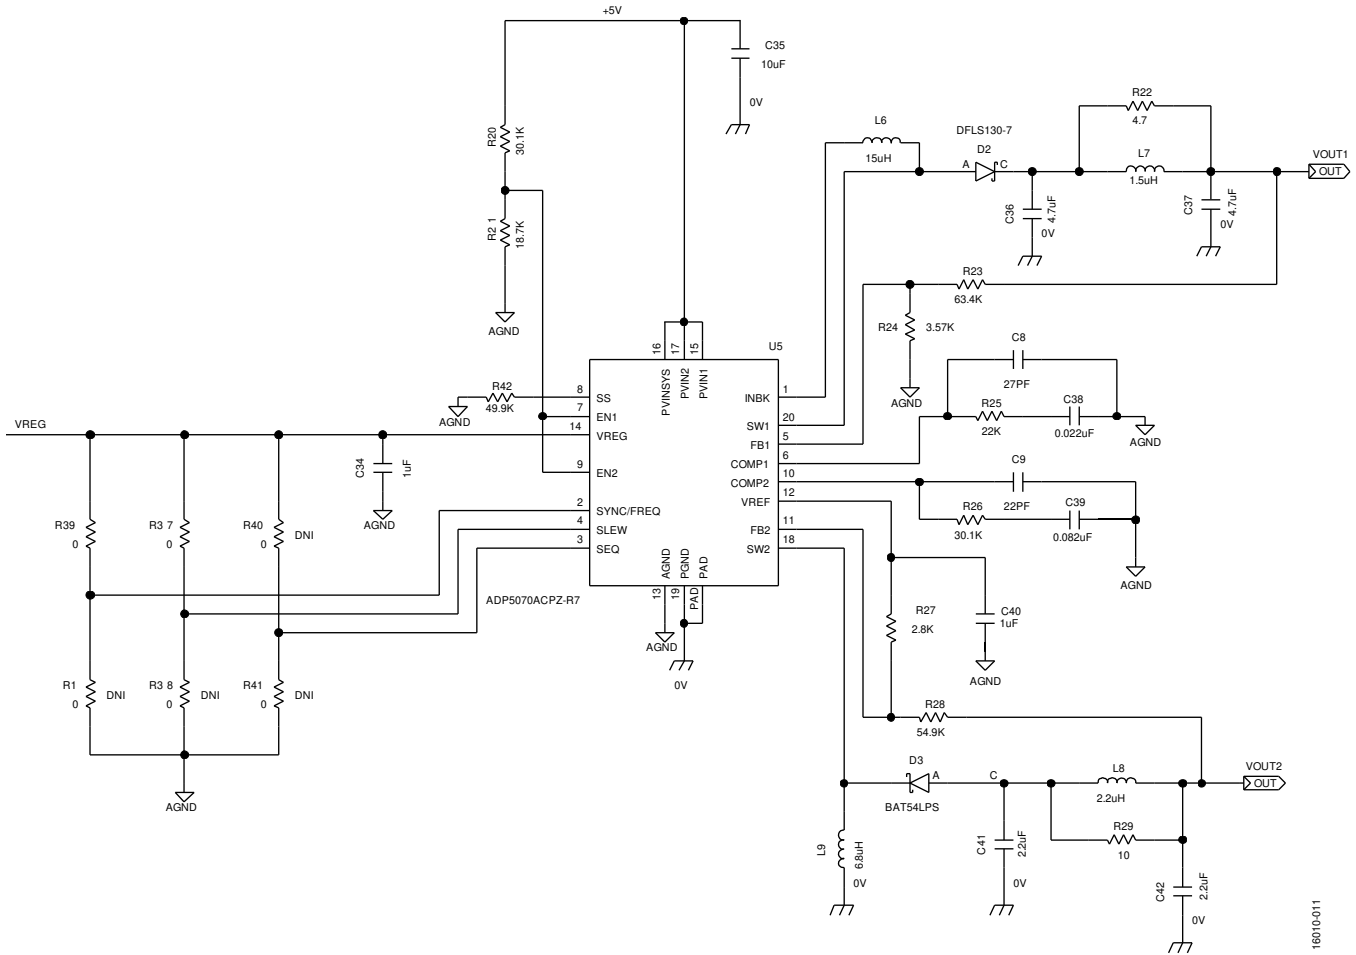 +5V
C35
10uF
0V
R20
30.1K
R2 1
18.7K
AGND
L6
15uH
DFLS130-7
D2
A C
R22
4.7
L7
1.5uH
VOUT1
OUT
C36
4.7uF
0V
C37
4.7uF
0V
R23
63.4K
R24 3.57K
AGND
U5
16 17 15
PVINSYS PVIN2 PVIN1
R42
49.9K
AGND
8 SS
7 EN1
14 VREG
9 EN2
2 SYNC/FREQ
4 SLEW
3 SEQ
INBK 1
SW1 20
FB1 5
COMP1 6
COMP2 10
VREF 12
FB2 11
SW2 18
AGND PGND PAD
13 19 PAD
ADP5070ACPZ-R7
AGND
0V
C8
27PF
R25
22K
C38
0.022uF
AGND
C9
22PF
R26
30.1K
C39
0.082uF
AGND
VREG
C34
1uF
AGND
R39
0
R3 7
0
R40
0
DNI
R1
0
DNI
R3 8
0
DNI
R41
0
DNI
AGND
R27
2.8K
C40
1uF
AGND
R28
54.9K
D3
A C
BAT54LPS
L8
2.2uH
VOUT2
OUT
R29
10
L9
6.8uH
0V
C41
2.2uF
0V
C42
2.2uF
0V
16010-011